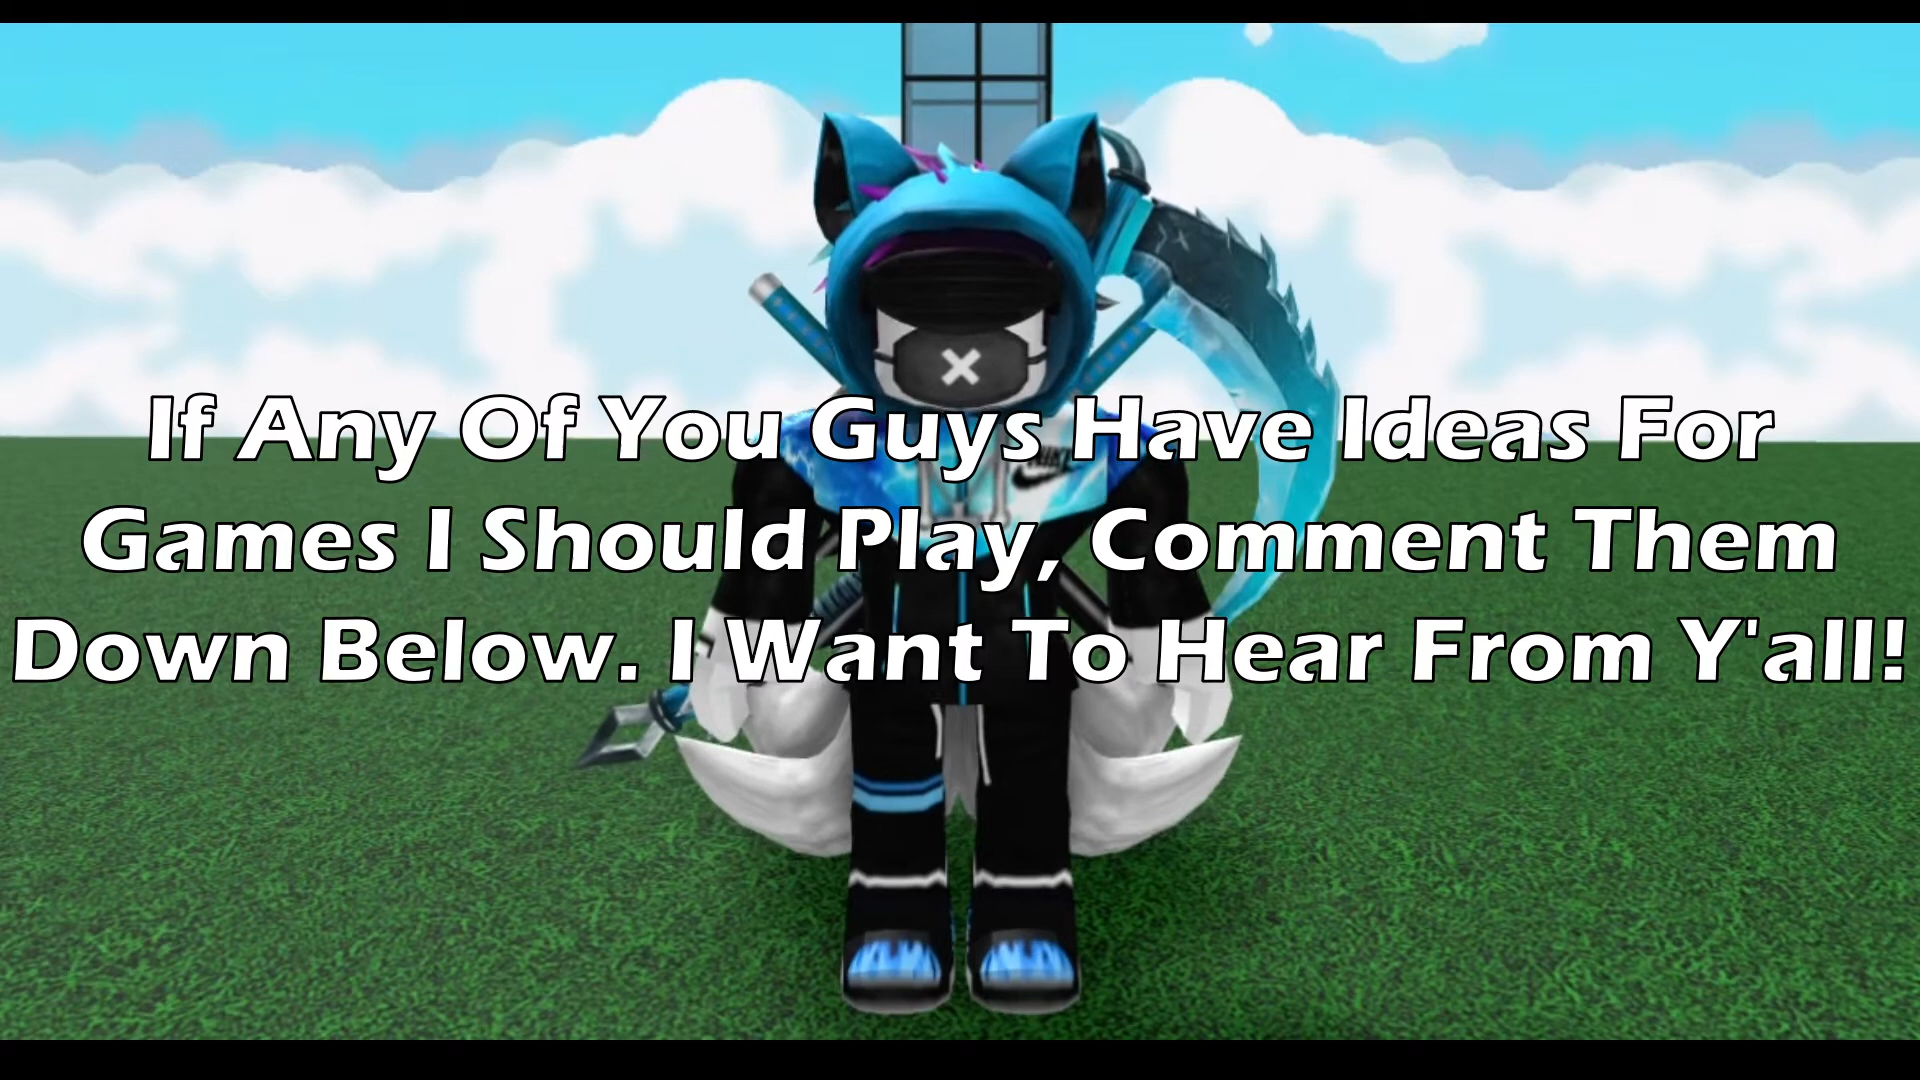 If Any Of You Guys Have Ideas For
Games I Should Play, Comment Them
Down Below. I Want To Hear From Y'all!
NIKE